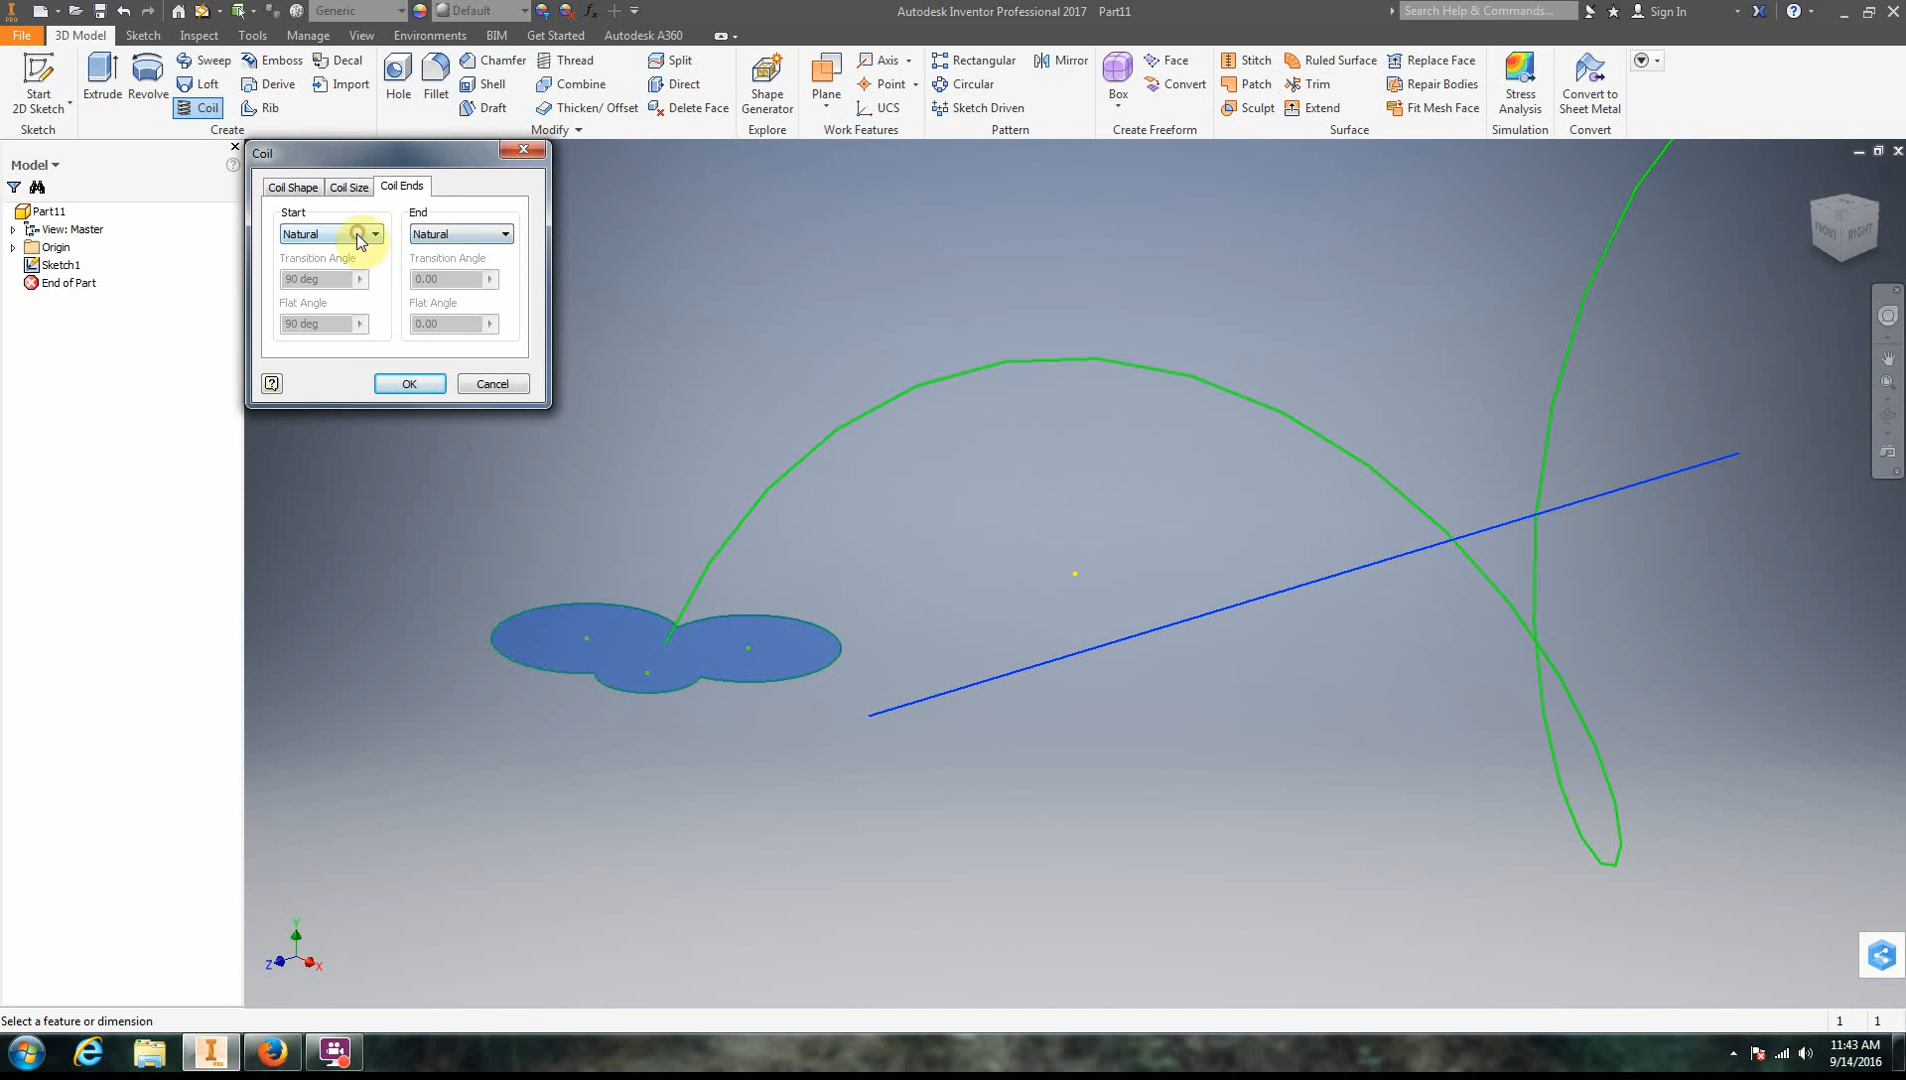 PRO
Generic
Default
fx
Autodesk Inventor Professional 2017 Part11
Search Help & Commands...
Sign In
File
3D Model
Sketch
Inspect
Tools
Manage
View
Environments
BIM
Get Started
Autodesk A360
Start
2D Sketch
Sketch
Extrude
Revolve
Sweep
Loft
Coil
Emboss
Derive
Rib
Decal
Import
Create
Hole
Fillet
Chamfer
Shell
Draft
Thread
Combine
Thicken/ Offset
Split
Direct
Delete Face
Modify
Shape
Generator
Explore
Plane
Axis
Point
UCS
Work Features
Rectangular
Circular
Sketch Driven
Mirror
Pattern
Box
Face
Convert
Create Freeform
Stitch
Patch
Sculpt
Ruled Surface
Trim
Extend
Replace Face
Repair Bodies
Fit Mesh Face
Surface
Stress
Analysis
Simulation
Convert to
Sheet Metal
Convert
Model
Part11
View: Master
Origin
Sketch1
End of Part
Coil
Coil Shape
Coil Size
Coil Ends
Start
End
Natural
Natural
Transition Angle
Transition Angle
90 deg
0.00
Flat Angle
Flat Angle
90 deg
0.00
OK
Cancel
FRONT
RIGHT
Y
Z
X
Select a feature or dimension
1
1
PRO
11:43 AM
9/14/2016